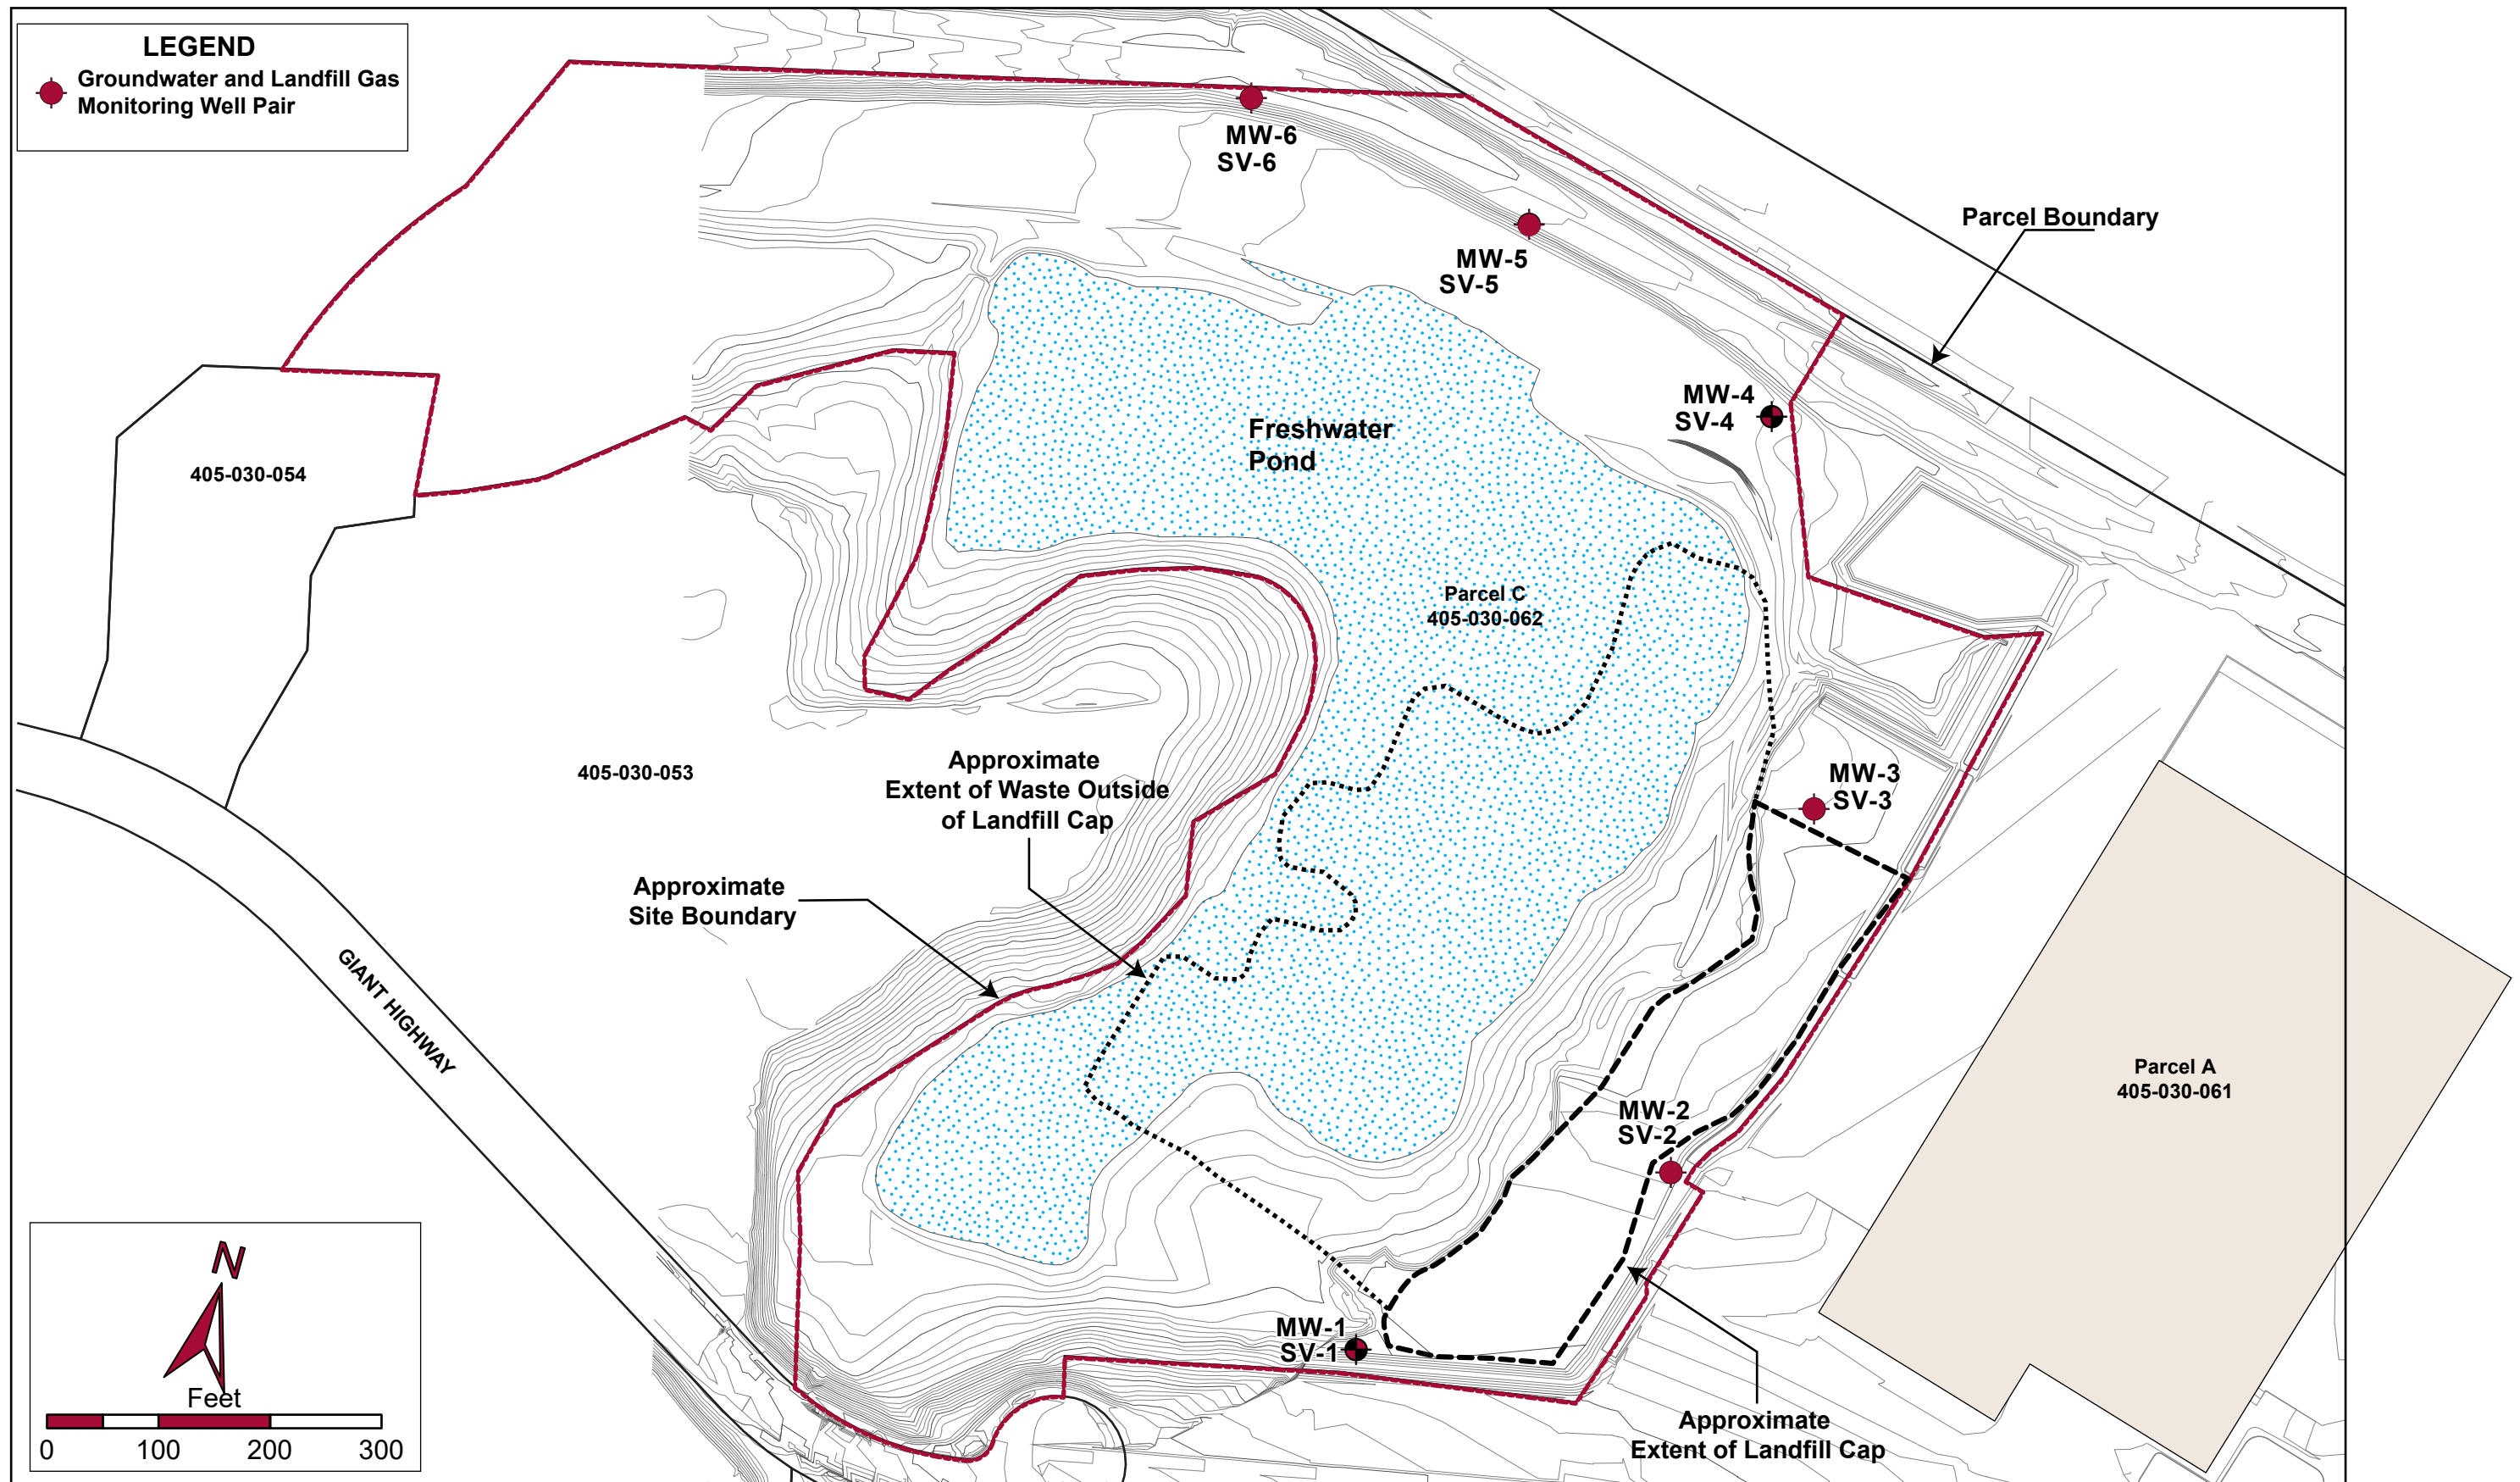 LEGEND
Groundwater and Landfill Gas
Monitoring Well Pair
MW-6
SV-6
Parcel Boundary
MW-5
SV-5
MW-4
SV-4
Freshwater
Pond
405-030-054
Parcel C
405-030-062
405-030-053
Approximate
Extent of Waste Outside
of Landfill Cap
MW-3
SV-3
Approximate
Site Boundary
GIANT HIGHWAY
Parcel A
405-030-061
MW-2
SV-2
N
MW-1
SV-1
Feet
0 100 200 300
Approximate
Extent of Landfill Cap